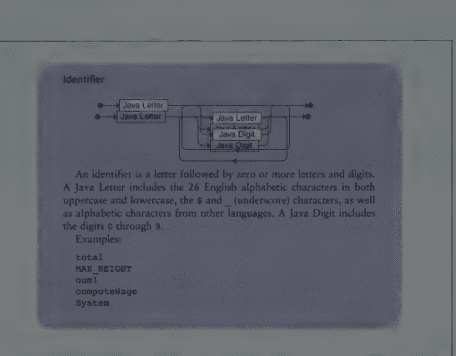 Identifier
Java Letter
Java Letter
Java Letter
Java Digit
Java Digit
An identifier is a letter followed by zero or more letters and digits.
A Java Letter includes the 26 English alphabetic characters in both
uppercase and lowercase, the $ and _ (underscore) characters, as well
as alphabetic characters from other languages. A Java Digit includes
the digits 0 through 9.
Examples:
total
MAX_HEIGHT
num1
computeWage
System